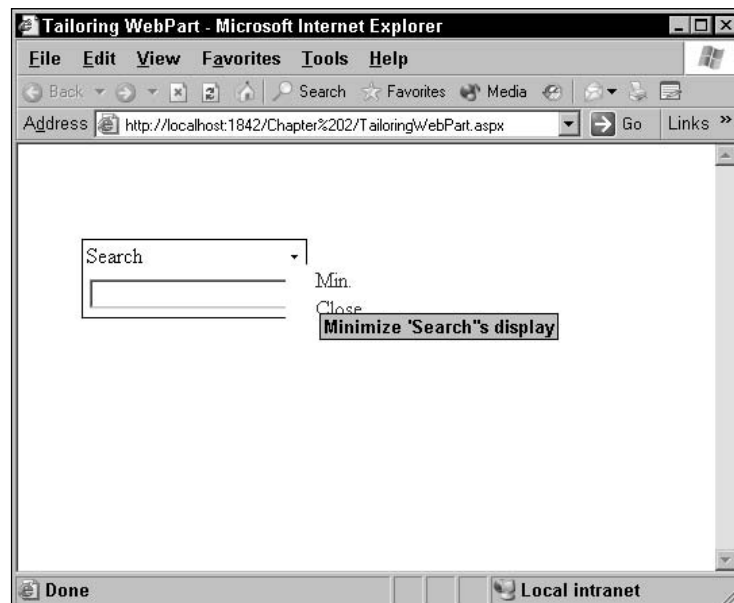 Tailoring WebPart - Microsoft Internet Explorer
File Edit View Favorites Tools Help
Back Search Favorites Media
Address http://localhost:1842/Chapter%202/TailoringWebPart.aspx Go Links »
Search
Min.
Close
Minimize 'Search''s display
Done Local intranet